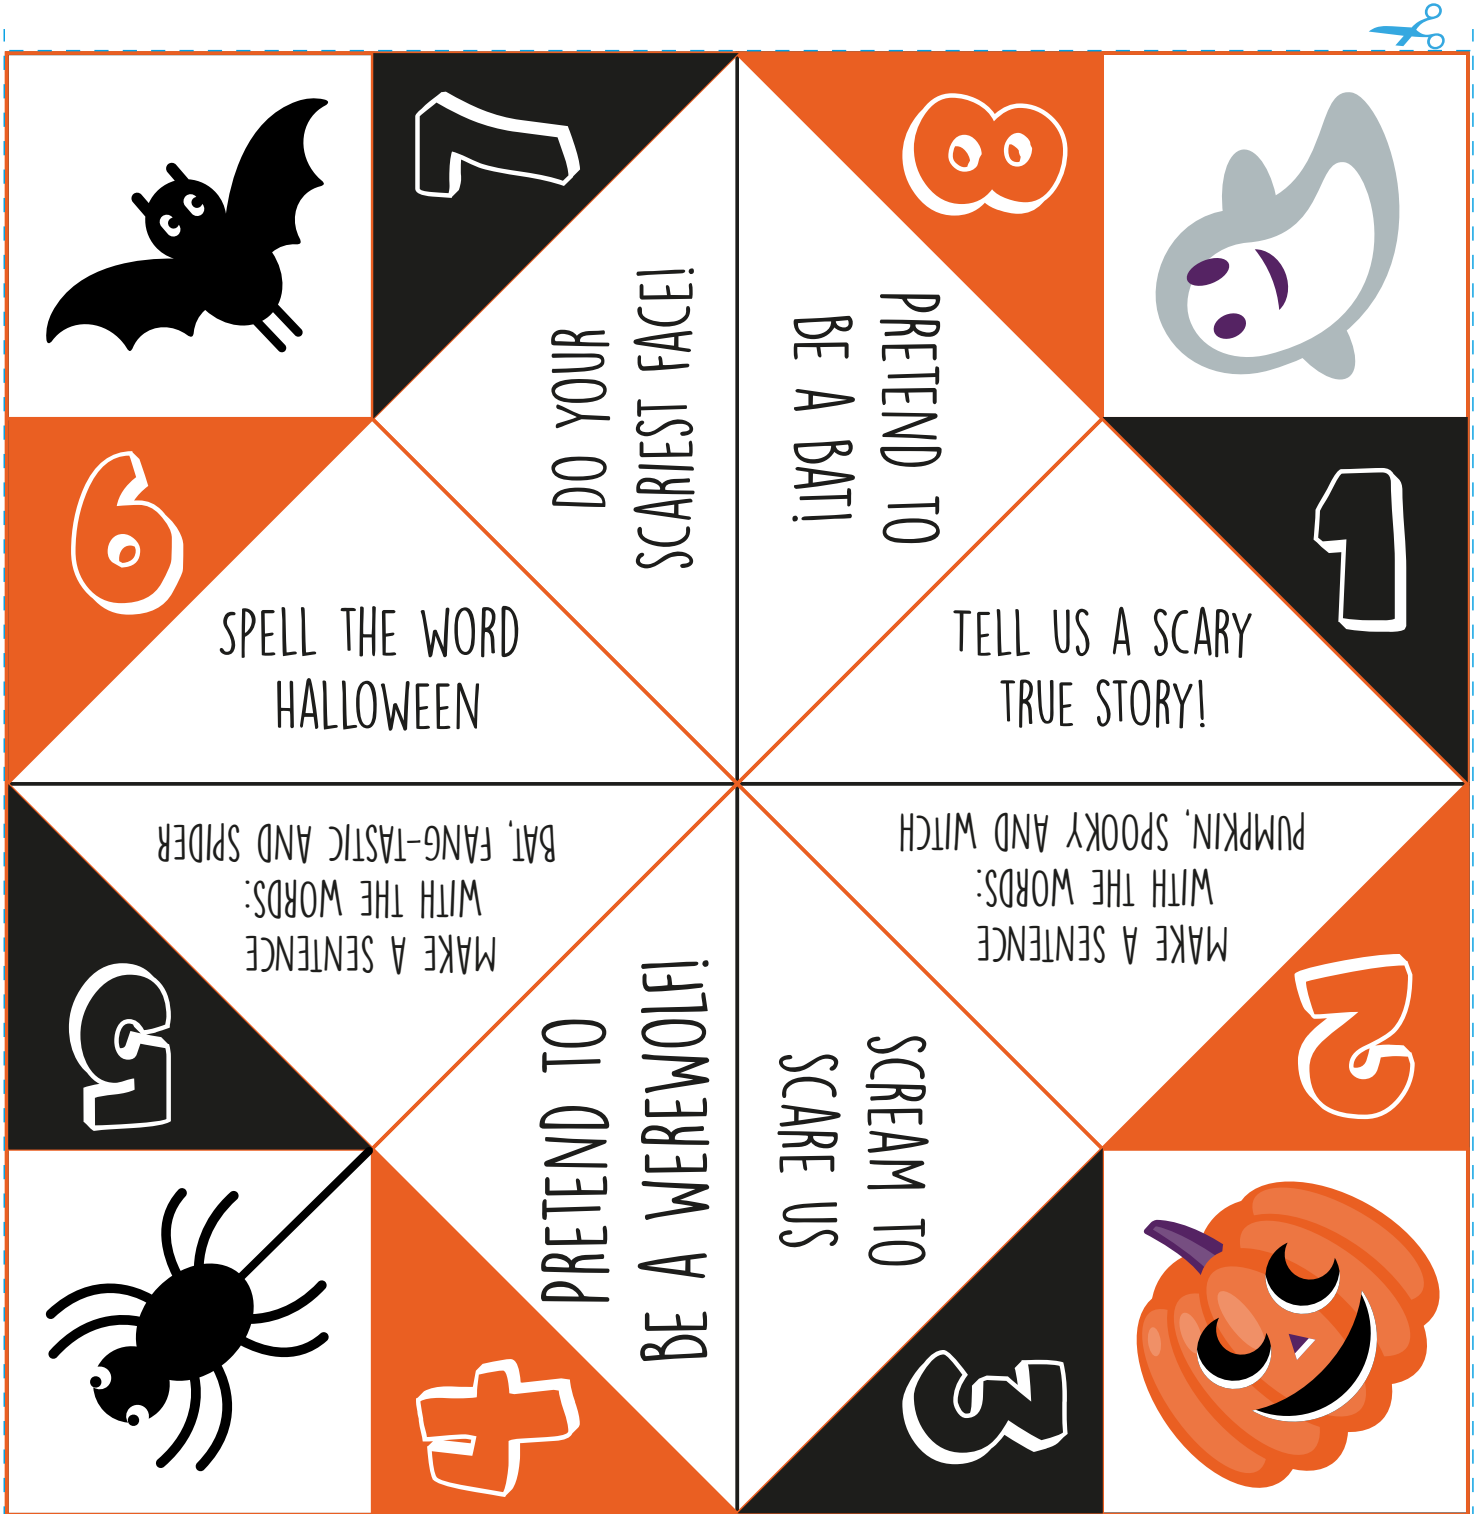 7
DO YOUR
SCARIEST FACE!
8
PRETEND TO
BE A BAT!
6
SPELL THE WORD
HALLOWEEN
1
TELL US A SCARY
TRUE STORY!
5
MAKE A SENTENCE
WITH THE WORDS:
BAT, FANG-TASTIC AND SPIDER
2
MAKE A SENTENCE
WITH THE WORDS:
PUMPKIN, SPOOKY AND WITCH
4
PRETEND TO
BE A WEREWOLF!
3
SCREAM TO
SCARE US